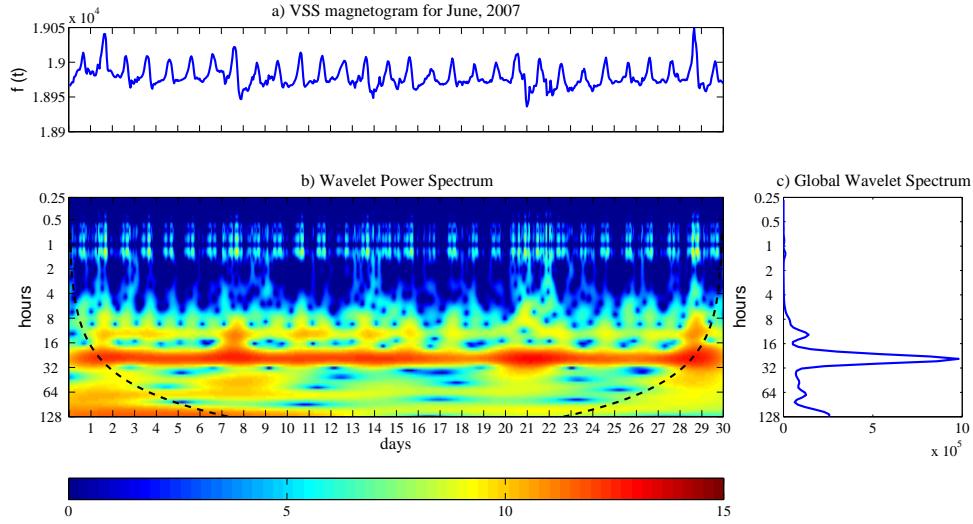 a) VSS magnetogram for June, 2007
x 10^4
1.905
1.9
1.895
1.89
f (t)
b) Wavelet Power Spectrum
0.25
0.5
1
2
4
8
16
32
64
128
hours
1 2 3 4 5 6 7 8 9 10 11 12 13 14 15 16 17 18 19 20 21 22 23 24 25 26 27 28 29 30
days
c) Global Wavelet Spectrum
0.25
0.5
1
2
4
8
16
32
64
128
hours
0 5 10
x 10^5
0 5 10 15